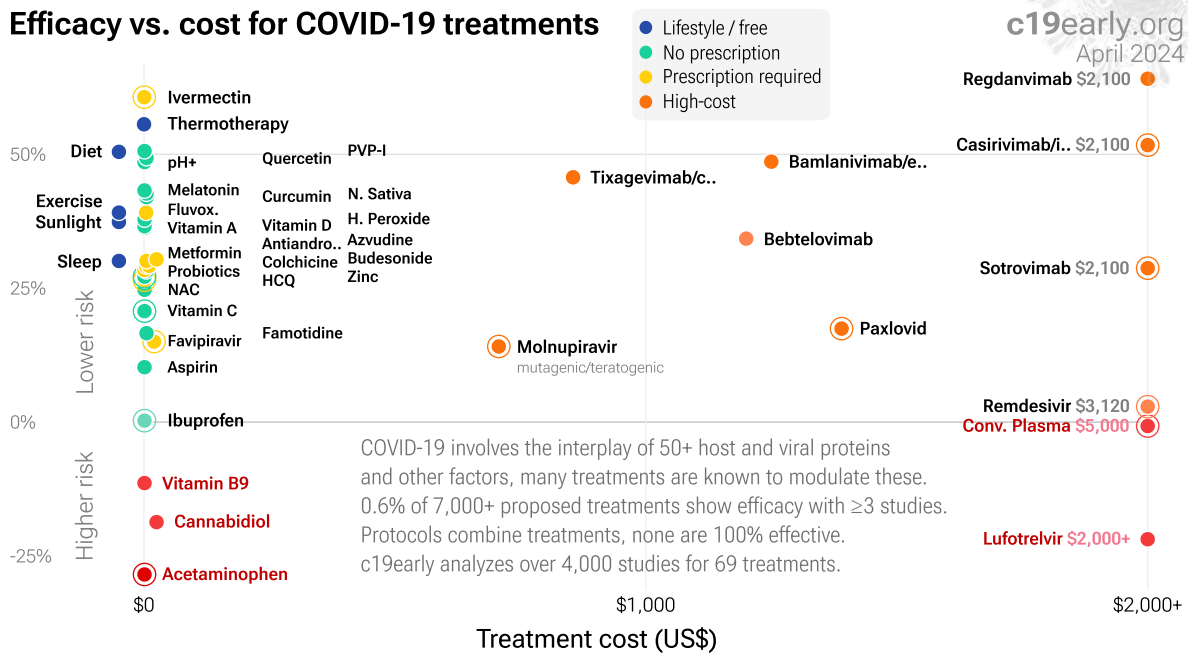 Efficacy vs. cost for COVID-19 treatments
Lifestyle / free
No prescription
Prescription required
High-cost
c19early.org
April 2024
Regdanvimab $2,100
Ivermectin
Thermotherapy
Casirivimab/i.. $2,100
50%
Diet
pH+
Quercetin
PVP-I
Bamlanivimab/e..
Tixagevimab/c..
Melatonin
Curcumin
N. Sativa
Exercise
Fluvox.
H. Peroxide
Sunlight
Vitamin A
Vitamin D
Antiandro..
Azvudine
Bebtelovimab
Sleep
Metformin
Colchicine
Budesonide
Probiotics
HCQ
Zinc
Sotrovimab $2,100
25%
NAC
Vitamin C
Lower risk
Famotidine
Favipiravir
Paxlovid
Molnupiravir
mutagenic/teratogenic
Aspirin
Remdesivir $3,120
0%
Ibuprofen
Conv. Plasma $5,000
COVID-19 involves the interplay of 50+ host and viral proteins
and other factors, many treatments are known to modulate these.
0.6% of 7,000+ proposed treatments show efficacy with ≥3 studies.
Protocols combine treatments, none are 100% effective.
c19early analyzes over 4,000 studies for 69 treatments.
Higher risk
Vitamin B9
Cannabidiol
Lufotrelvir $2,000+
-25%
Acetaminophen
$0
$1,000
$2,000+
Treatment cost (US$)